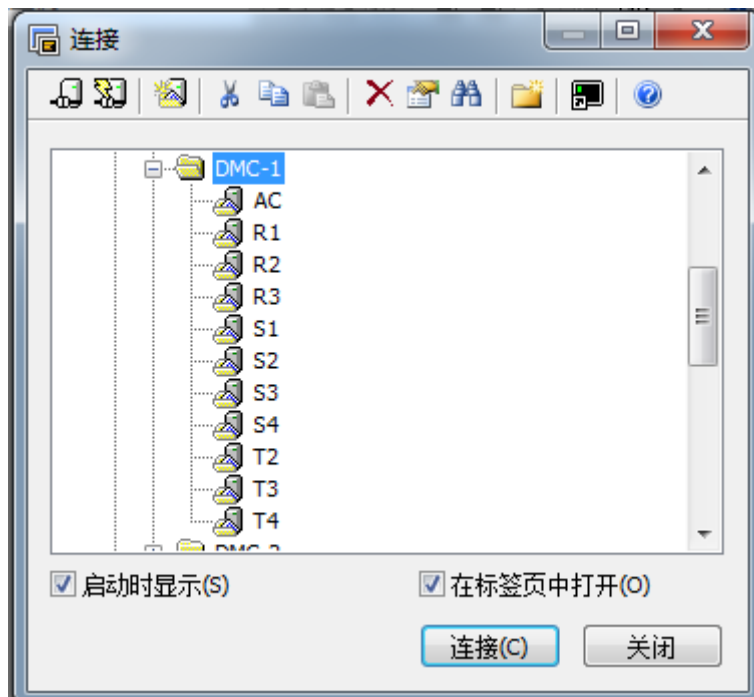 连接
DMC-1
AC
R1
R2
R3
S1
S2
S3
S4
T2
T3
T4
启动时显示(S)
在标签页中打开(O)
连接(C)
关闭